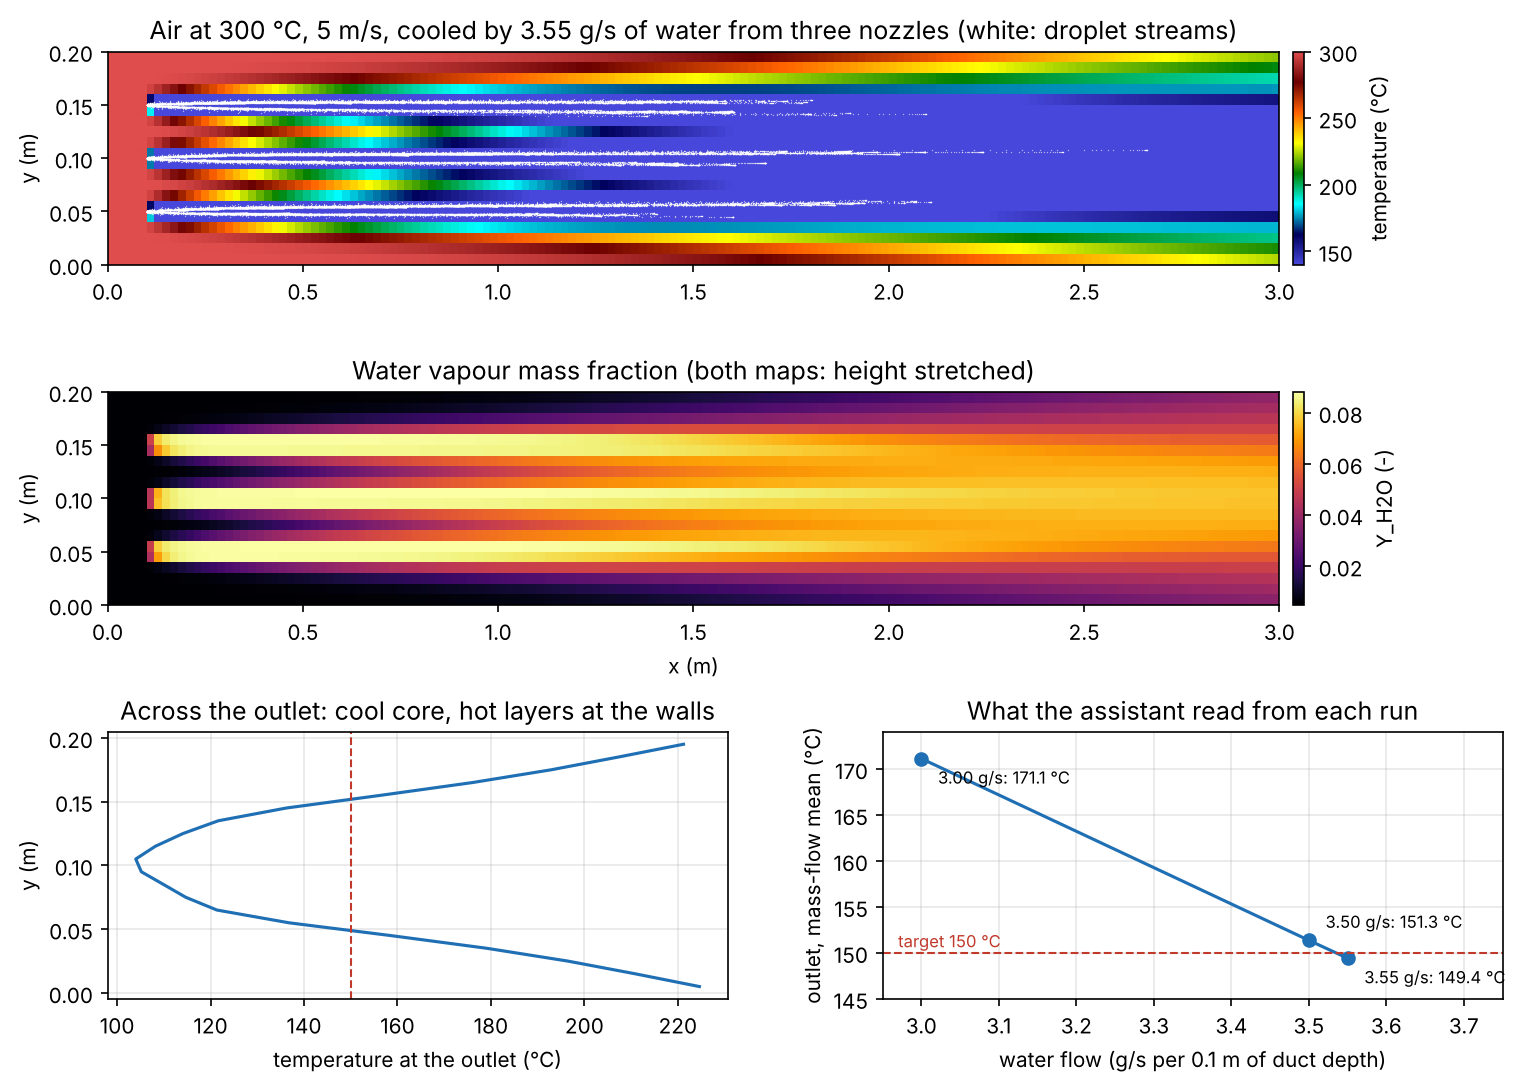 Air at 300 °C, 5 m/s, cooled by 3.55 g/s of water from three nozzles (white: droplet streams)
0.20
0.15
0.10
0.05
0.00
y (m)
0.0 0.5 1.0 1.5 2.0 2.5 3.0
300
250
200
150
temperature (°C)
Water vapour mass fraction (both maps: height stretched)
0.20
0.15
0.10
0.05
0.00
y (m)
0.0 0.5 1.0 1.5 2.0 2.5 3.0
x (m)
0.08
0.06
0.04
0.02
Y_H2O (-)
Across the outlet: cool core, hot layers at the walls
0.20
0.15
0.10
0.05
0.00
y (m)
100 120 140 160 180 200 220
temperature at the outlet (°C)
What the assistant read from each run
170
165
160
155
150
145
outlet, mass-flow mean (°C)
3.00 g/s: 171.1 °C
3.50 g/s: 151.3 °C
target 150 °C
3.55 g/s: 149.4 °C
3.0 3.1 3.2 3.3 3.4 3.5 3.6 3.7
water flow (g/s per 0.1 m of duct depth)